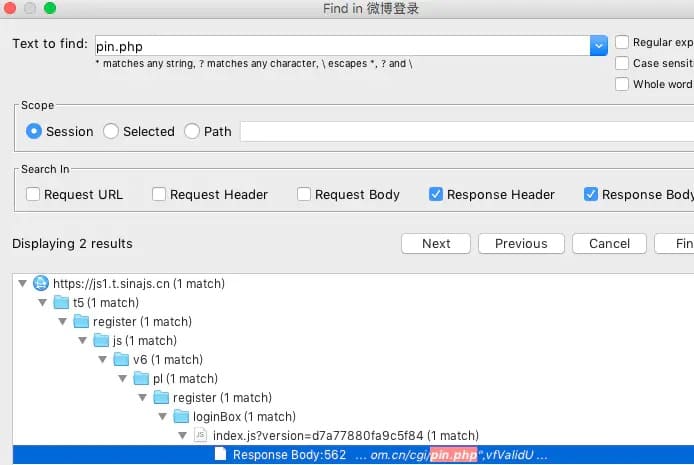 Find in 微博登录
Text to find: pin.php Regular exp
* matches any string, ? matches any character, \ escapes *, ? and \ Case sensiti
Whole word
Scope
Session Selected Path
Search In
Request URL Request Header Request Body Response Header Response Body
Displaying 2 results Next Previous Cancel Fin
https://js1.t.sinajs.cn (1 match)
t5 (1 match)
register (1 match)
js (1 match)
v6 (1 match)
pl (1 match)
register (1 match)
loginBox (1 match)
JS index.js?version=d7a77880fa9c5f84 (1 match)
Response Body:562 ... om.cn/cgi/pin.php",vfValidU ...